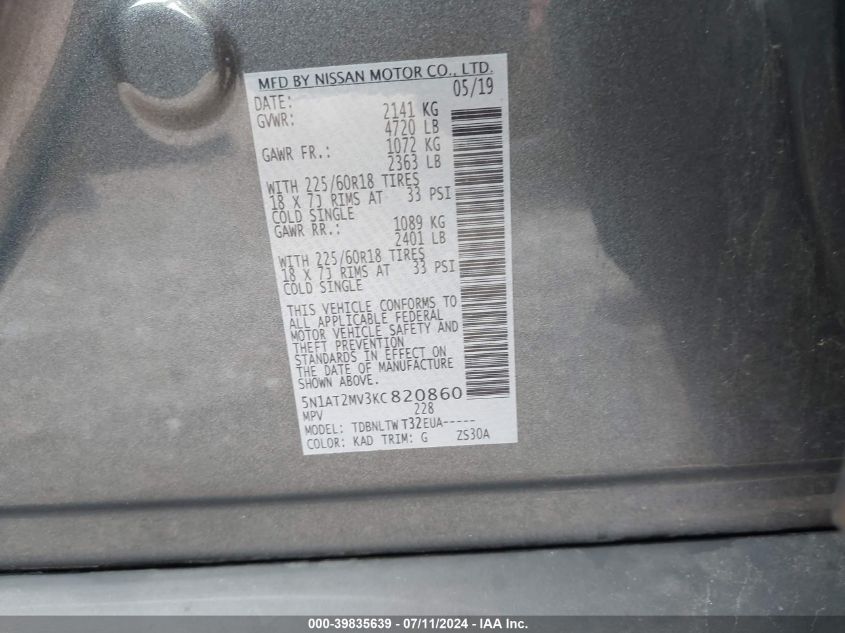 MFD BY NISSAN MOTOR CO., LTD.
DATE: 05/19
GVWR: 2141 KG
4720 LB
GAWR FR.: 1072 KG
2363 LB
WITH 225/60R18 TIRES
18 X 7J RIMS AT 33 PSI
COLD SINGLE
GAWR RR.: 1089 KG
2401 LB
WITH 225/60R18 TIRES
18 X 7J RIMS AT 33 PSI
COLD SINGLE
THIS VEHICLE CONFORMS TO
ALL APPLICABLE FEDERAL
MOTOR VEHICLE SAFETY AND
THEFT PREVENTION
STANDARDS IN EFFECT ON
THE DATE OF MANUFACTURE
SHOWN ABOVE.
5N1AT2MV3KC820860
MPV 228
MODEL: TDBNLTW T32EUA-----
COLOR: KAD TRIM: G ZS30A
000-39835639 - 07/11/2024 - IAA Inc.